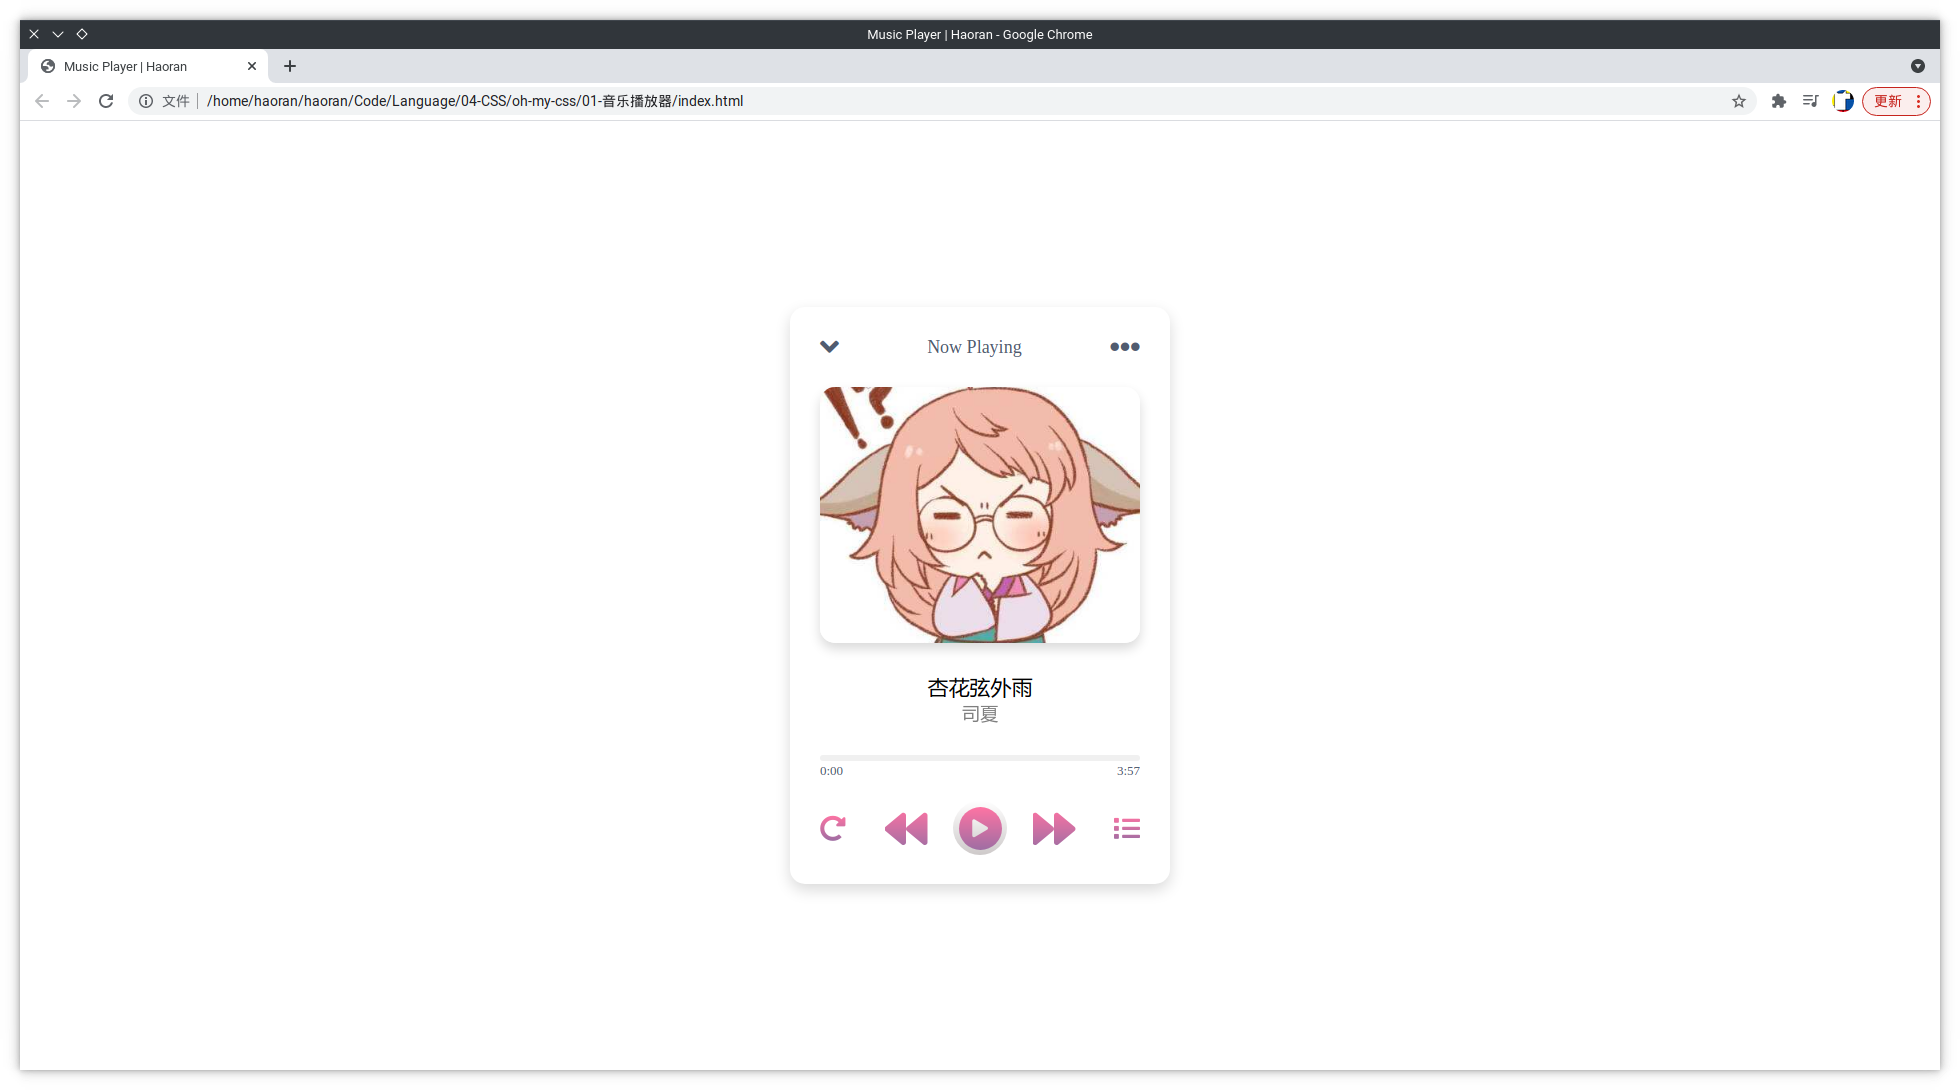 Music Player | Haoran - Google Chrome
Music Player | Haoran
文件 /home/haoran/haoran/Code/Language/04-CSS/oh-my-css/01-音乐播放器/index.html
更新
Now Playing
!?
杏花弦外雨
司夏
0:00 3:57